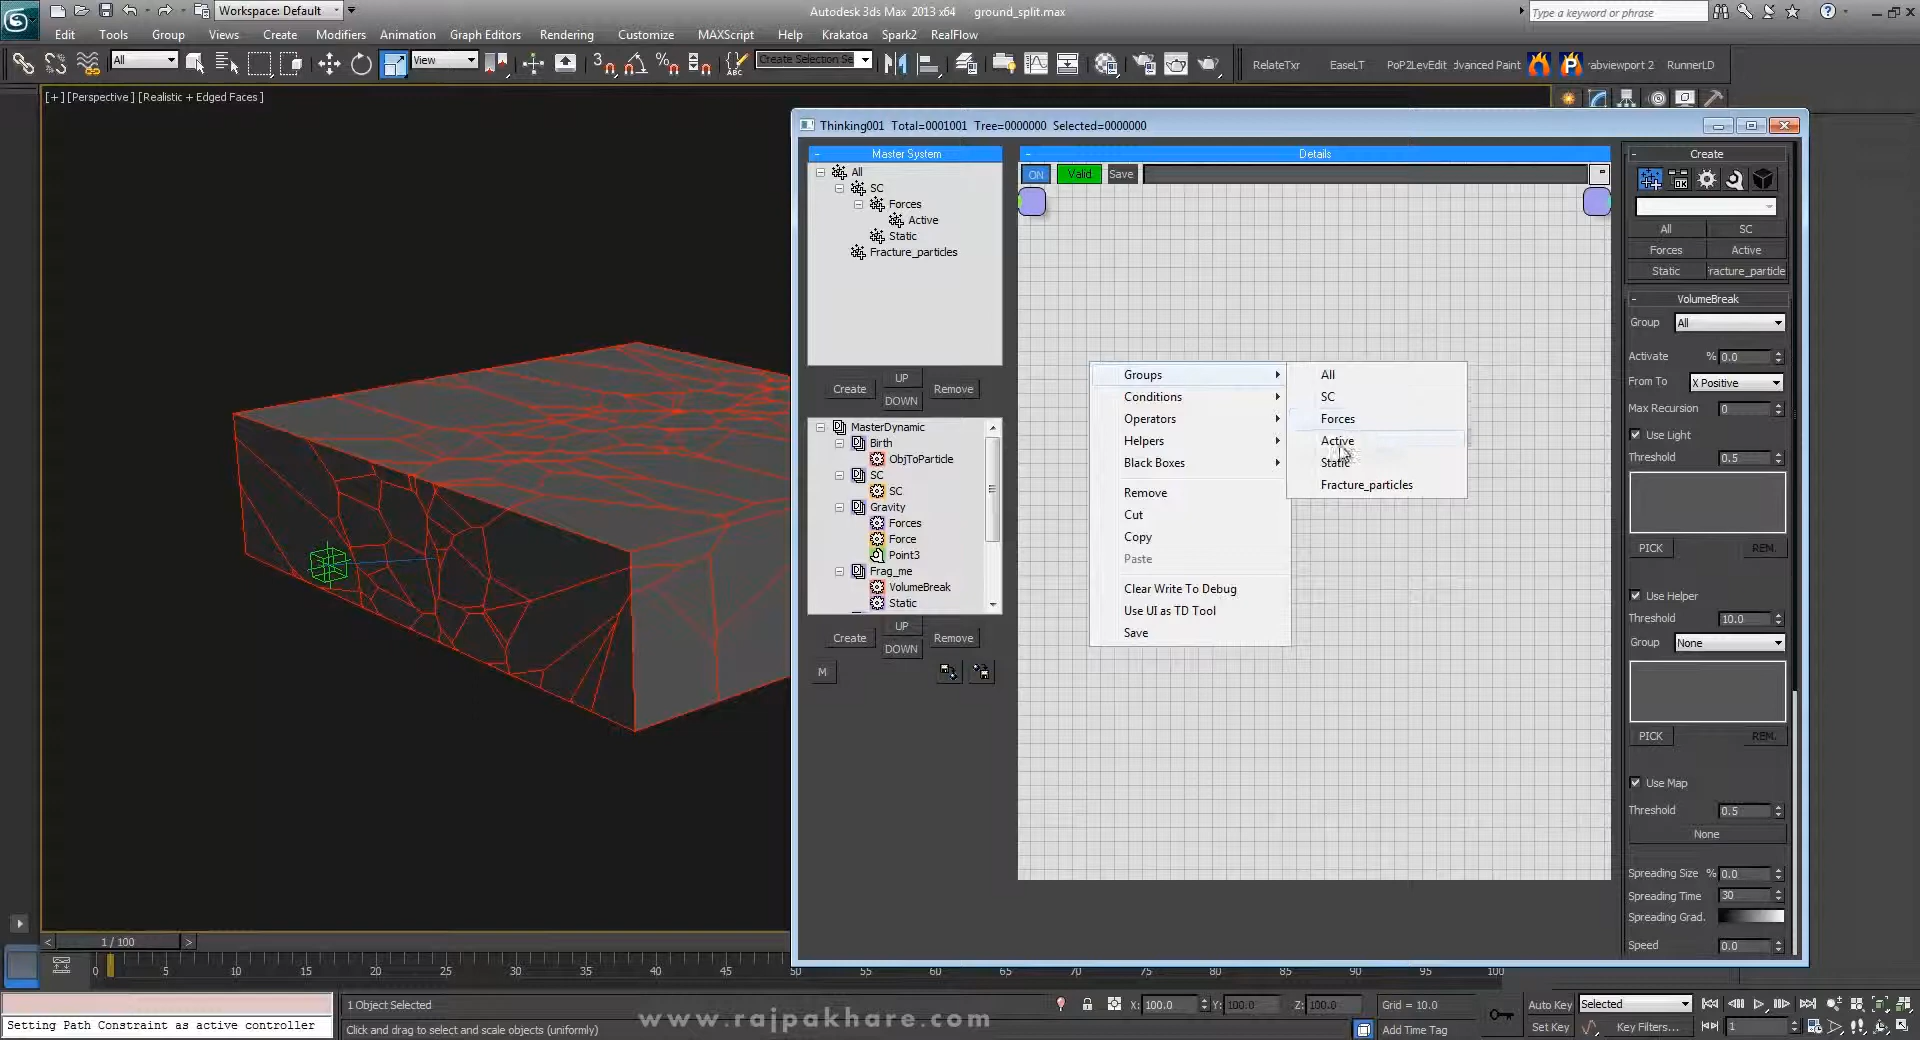 Workspace: Default
Autodesk 3ds Max 2013 x64 ground_split.max
Type a keyword or phrase
Edit Tools Group Views Create Modifiers Animation Graph Editors Rendering Customize MAXScript Help Krakatoa Spark2 RealFlow
All View Create Selection Se RelateTxr EaseLT PoP2LevEdit dvanced Paint rabviewport 2 RunnerLD
[+] [Perspective] [Realistic + Edged Faces]
Thinking001 Total=0001001 Tree=0000000 Selected=0000000
Master System
All
SC
Forces
Active
Static
Fracture_particles
Create UP Remove
DOWN
MasterDynamic
Birth
ObjToParticle
SC
SC
Gravity
Forces
Force
Point3
Frag_me
VolumeBreak
Static
Create UP Remove
DOWN
M
Details
ON Valid Save
Groups
Conditions
Operators
Helpers
Black Boxes
Remove
Cut
Copy
Paste
Clear Write To Debug
Use UI as TD Tool
Save
All
SC
Forces
Active
Static
Fracture_particles
Create
OK
All SC
Forces Active
Static Fracture_particle
VolumeBreak
Group All
Activate % 0.0
From To X Positive
Max Recursion 0
Use Light
Threshold 0.5
PICK REM.
Use Helper
Threshold 10.0
Group None
PICK REM.
Use Map
Threshold 0.5
None
Spreading Size % 0.0
Spreading Time 30
Spreading Grad.
Speed 0.0
< 1 / 100 >
0 5 10 15 20 25 30 35 40 45 50 55 60 65 70 75 80 85 90 95 100
1 Object Selected X: 100.0 Y: 100.0 Z: 100.0 Grid = 10.0 Auto Key Selected
Setting Path Constraint as active controller Click and drag to select and scale objects (uniformly) www.rajpakhare.com Add Time Tag Set Key Key Filters... 1